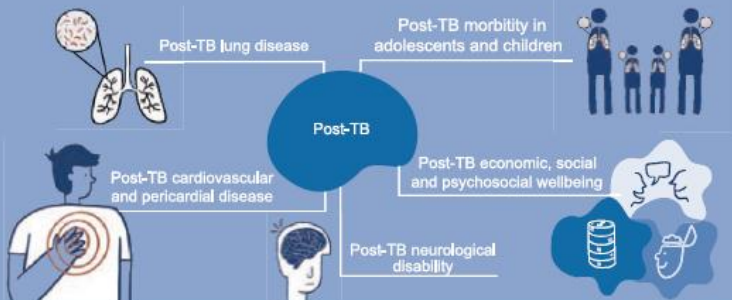 Post-TB lung disease
Post-TB morbitity in
adolescents and children
Post-TB
Post-TB cardiovascular
and pericardial disease
Post-TB economic, social
and psychosocial wellbeing
Post-TB neurological
disability